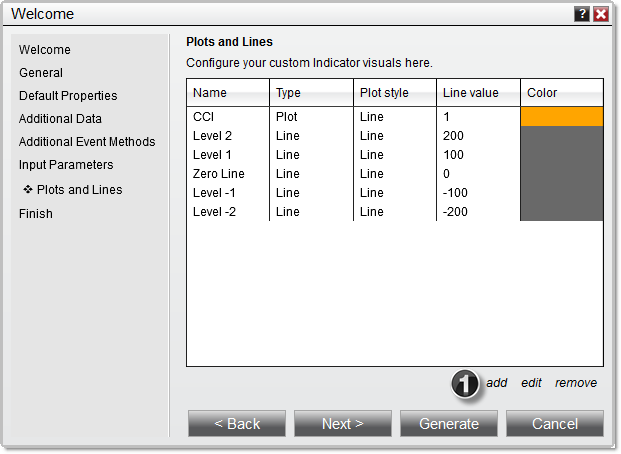 Welcome ?
Welcome
General
Default Properties
Additional Data
Additional Event Methods
Input Parameters
❖ Plots and Lines
Finish
Plots and Lines
Configure your custom Indicator visuals here.
Name Type Plot style Line value Color
CCI Plot Line 1
Level 2 Line Line 200
Level 1 Line Line 100
Zero Line Line Line 0
Level -1 Line Line -100
Level -2 Line Line -200
1 add edit remove
< Back Next > Generate Cancel